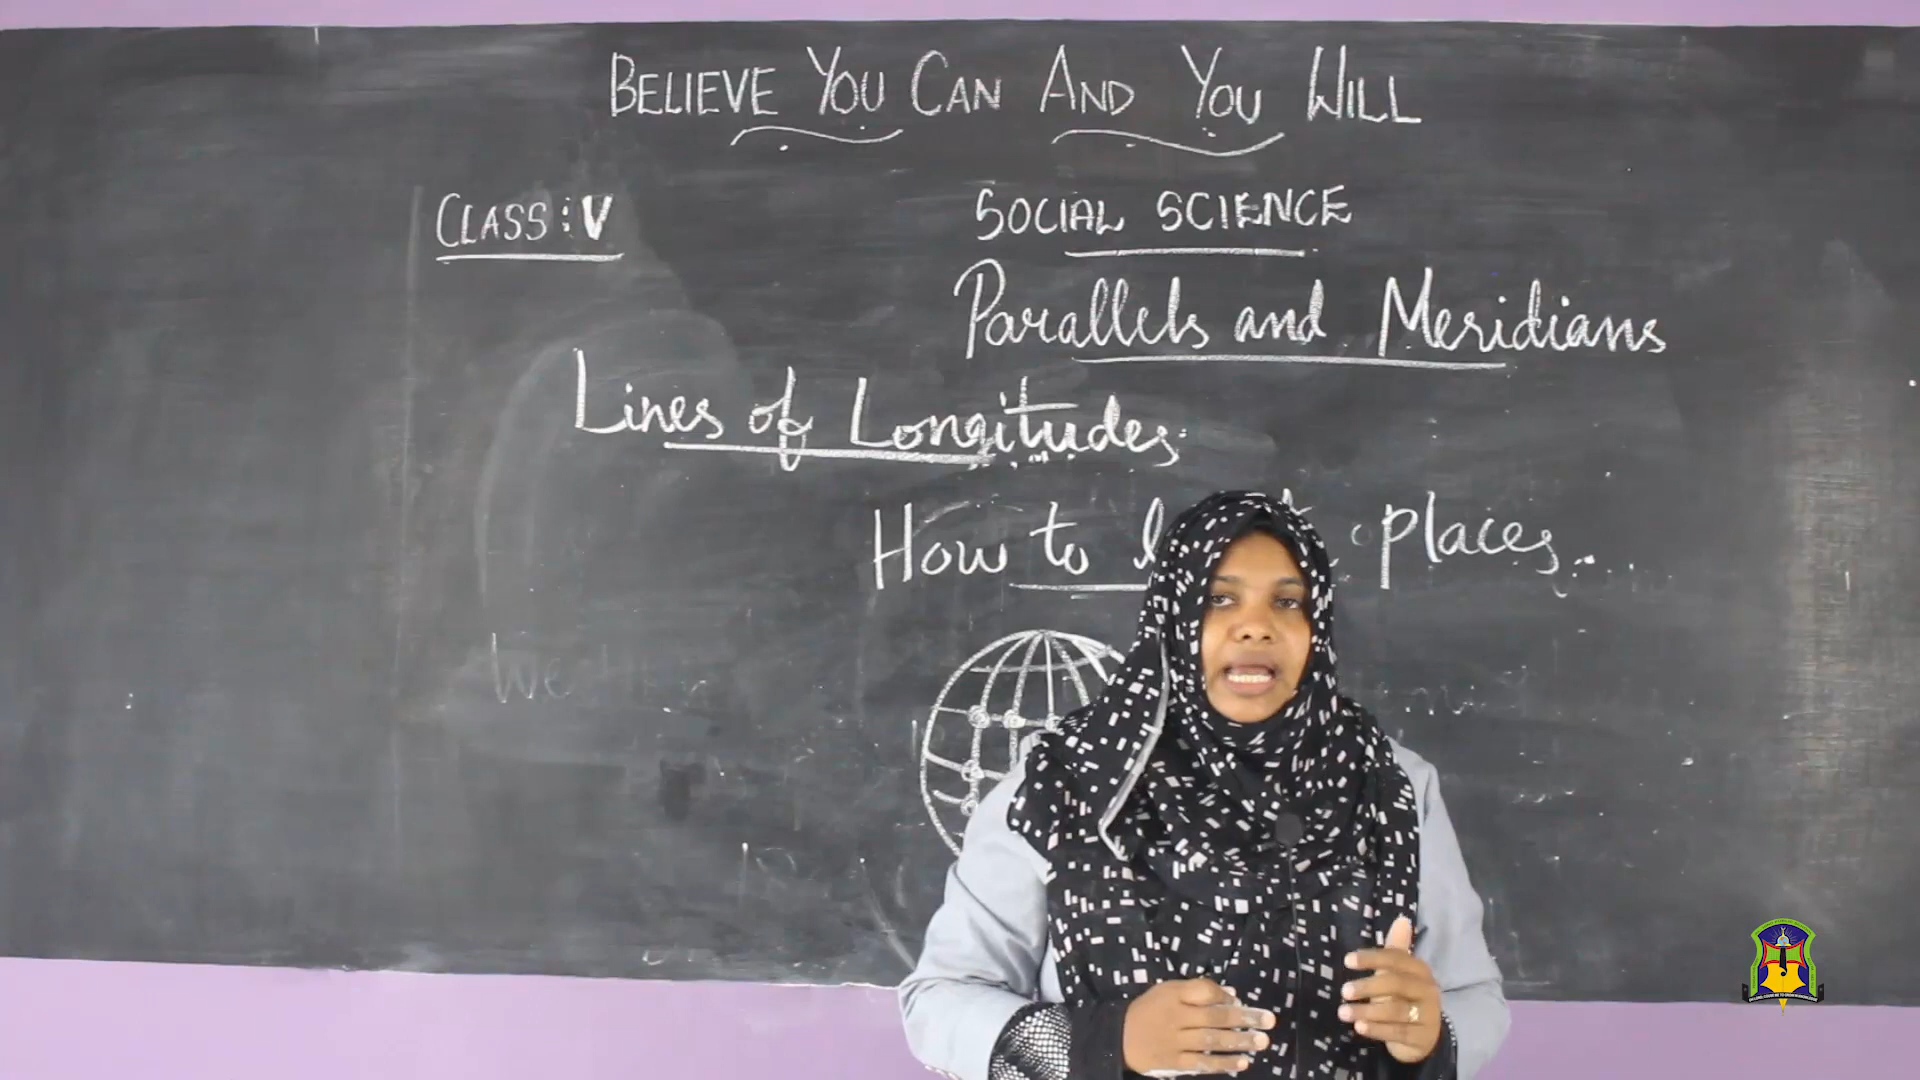 BELIEVE YOU CAN AND YOU WILL
CLASS: V
SOCIAL SCIENCE
Parallels and Meridians
Lines of Longitudes
How to places...